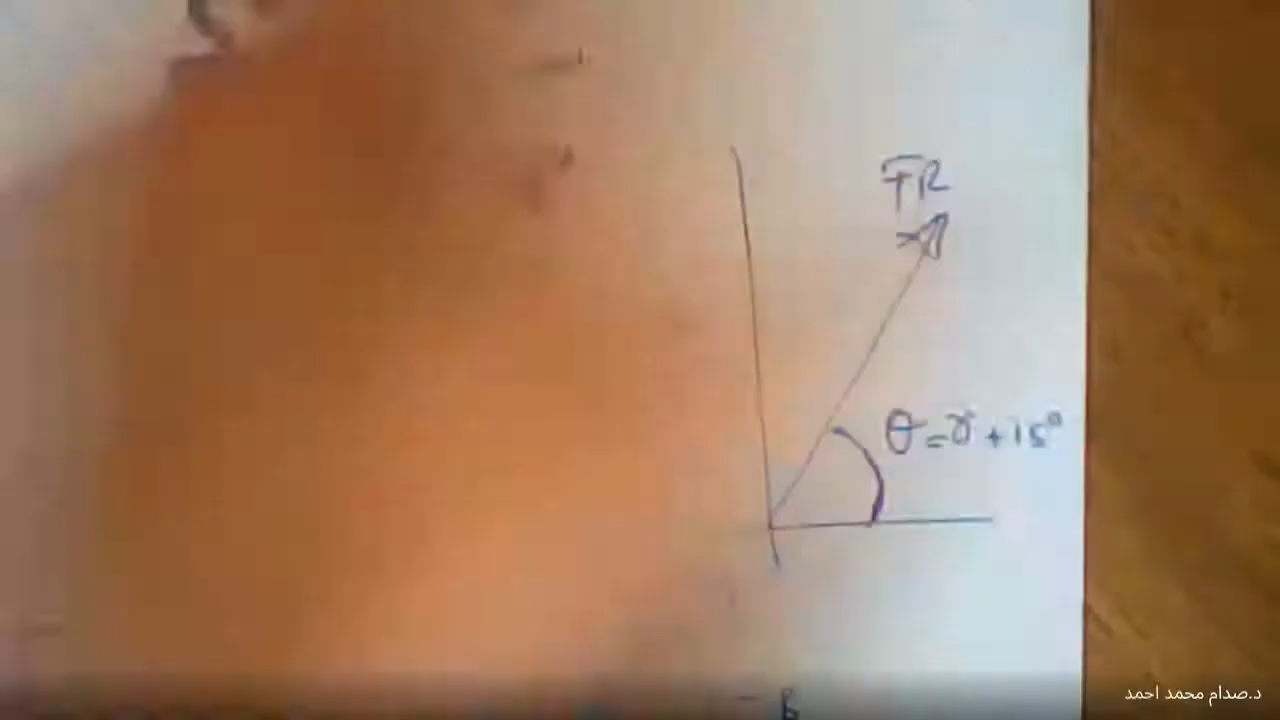 FR
θ = γ + 15°
د.صدام محمد احمد